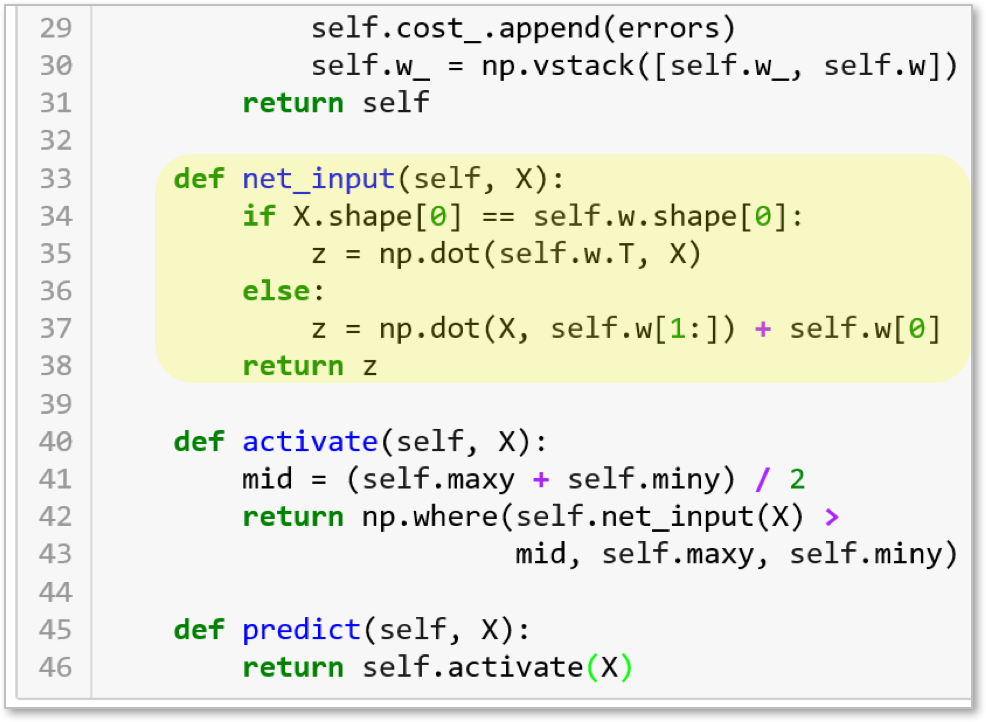 29 self.cost_.append(errors)
30 self.w_ = np.vstack([self.w_, self.w])
31 return self
32
33 def net_input(self, X):
34 if X.shape[0] == self.w.shape[0]:
35 z = np.dot(self.w.T, X)
36 else:
37 z = np.dot(X, self.w[1:]) + self.w[0]
38 return z
39
40 def activate(self, X):
41 mid = (self.maxy + self.miny) / 2
42 return np.where(self.net_input(X) >
43 mid, self.maxy, self.miny)
44
45 def predict(self, X):
46 return self.activate(X)